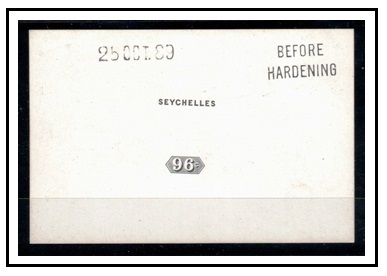 25 OCT. 89
BEFORE
HARDENING
SEYCHELLES
96c